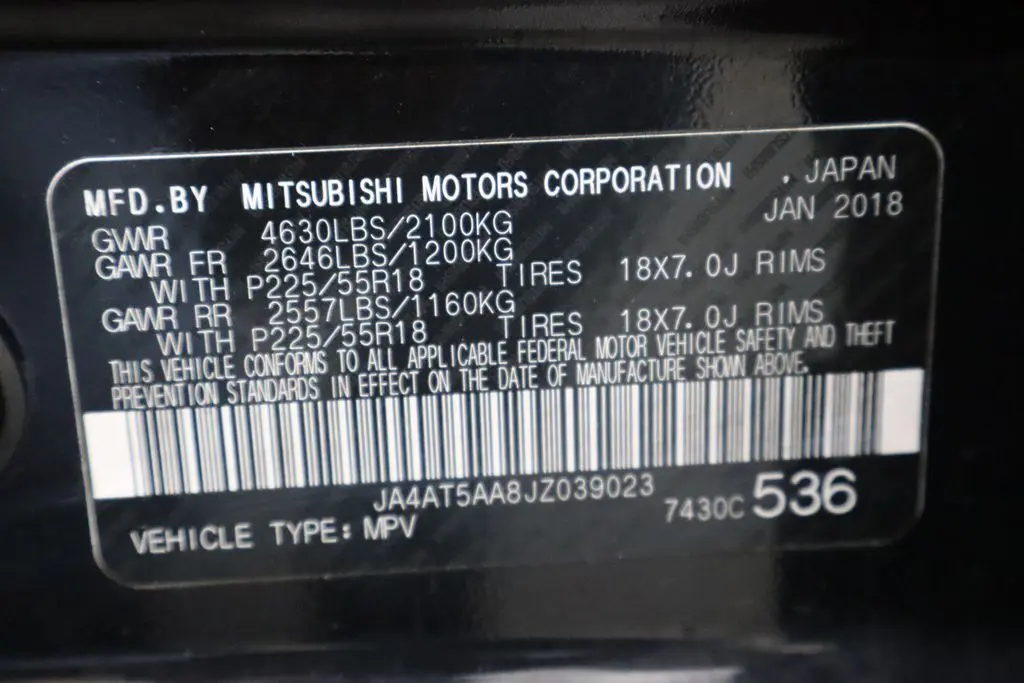 MFD.BY MITSUBISHI MOTORS CORPORATION . JAPAN
JAN 2018
GVWR 4630LBS/2100KG
GAWR FR 2646LBS/1200KG
WITH P225/55R18 TIRES 18X7.0J RIMS
GAWR RR 2557LBS/1160KG
WITH P225/55R18 TIRES 18X7.0J RIMS
THIS VEHICLE CONFORMS TO ALL APPLICABLE FEDERAL MOTOR VEHICLE SAFETY AND THEFT
PREVENTION STANDARDS IN EFFECT ON THE DATE OF MANUFACTURE SHOWN ABOVE.
JA4AT5AA8JZ039023
7430C 536
VEHICLE TYPE: MPV